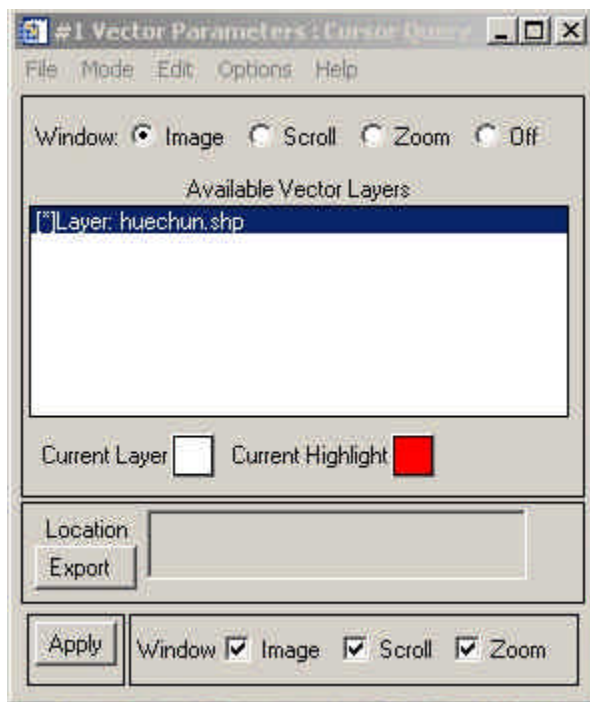 #1 Vector Parameters: Cursor Query
File Mode Edit Options Help
Window: Image Scroll Zoom Off
Available Vector Layers
[*]Layer: huechun.shp
Current Layer Current Highlight
Location
Export
Apply Window Image Scroll Zoom